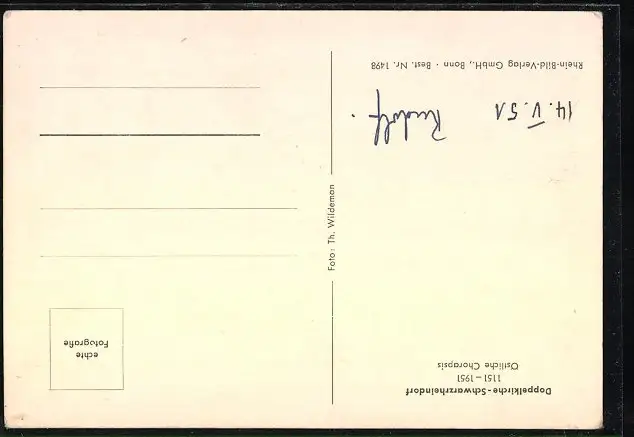 Doppelkirche-Schwarzrheindorf
1151-1951
Östliche Chorapsis
14. V. 51
Rudolf.
Rhein-Bild-Verlag GmbH., Bonn · Best. Nr. 1498
Foto: Th. Wildeman
echte
Fotografie